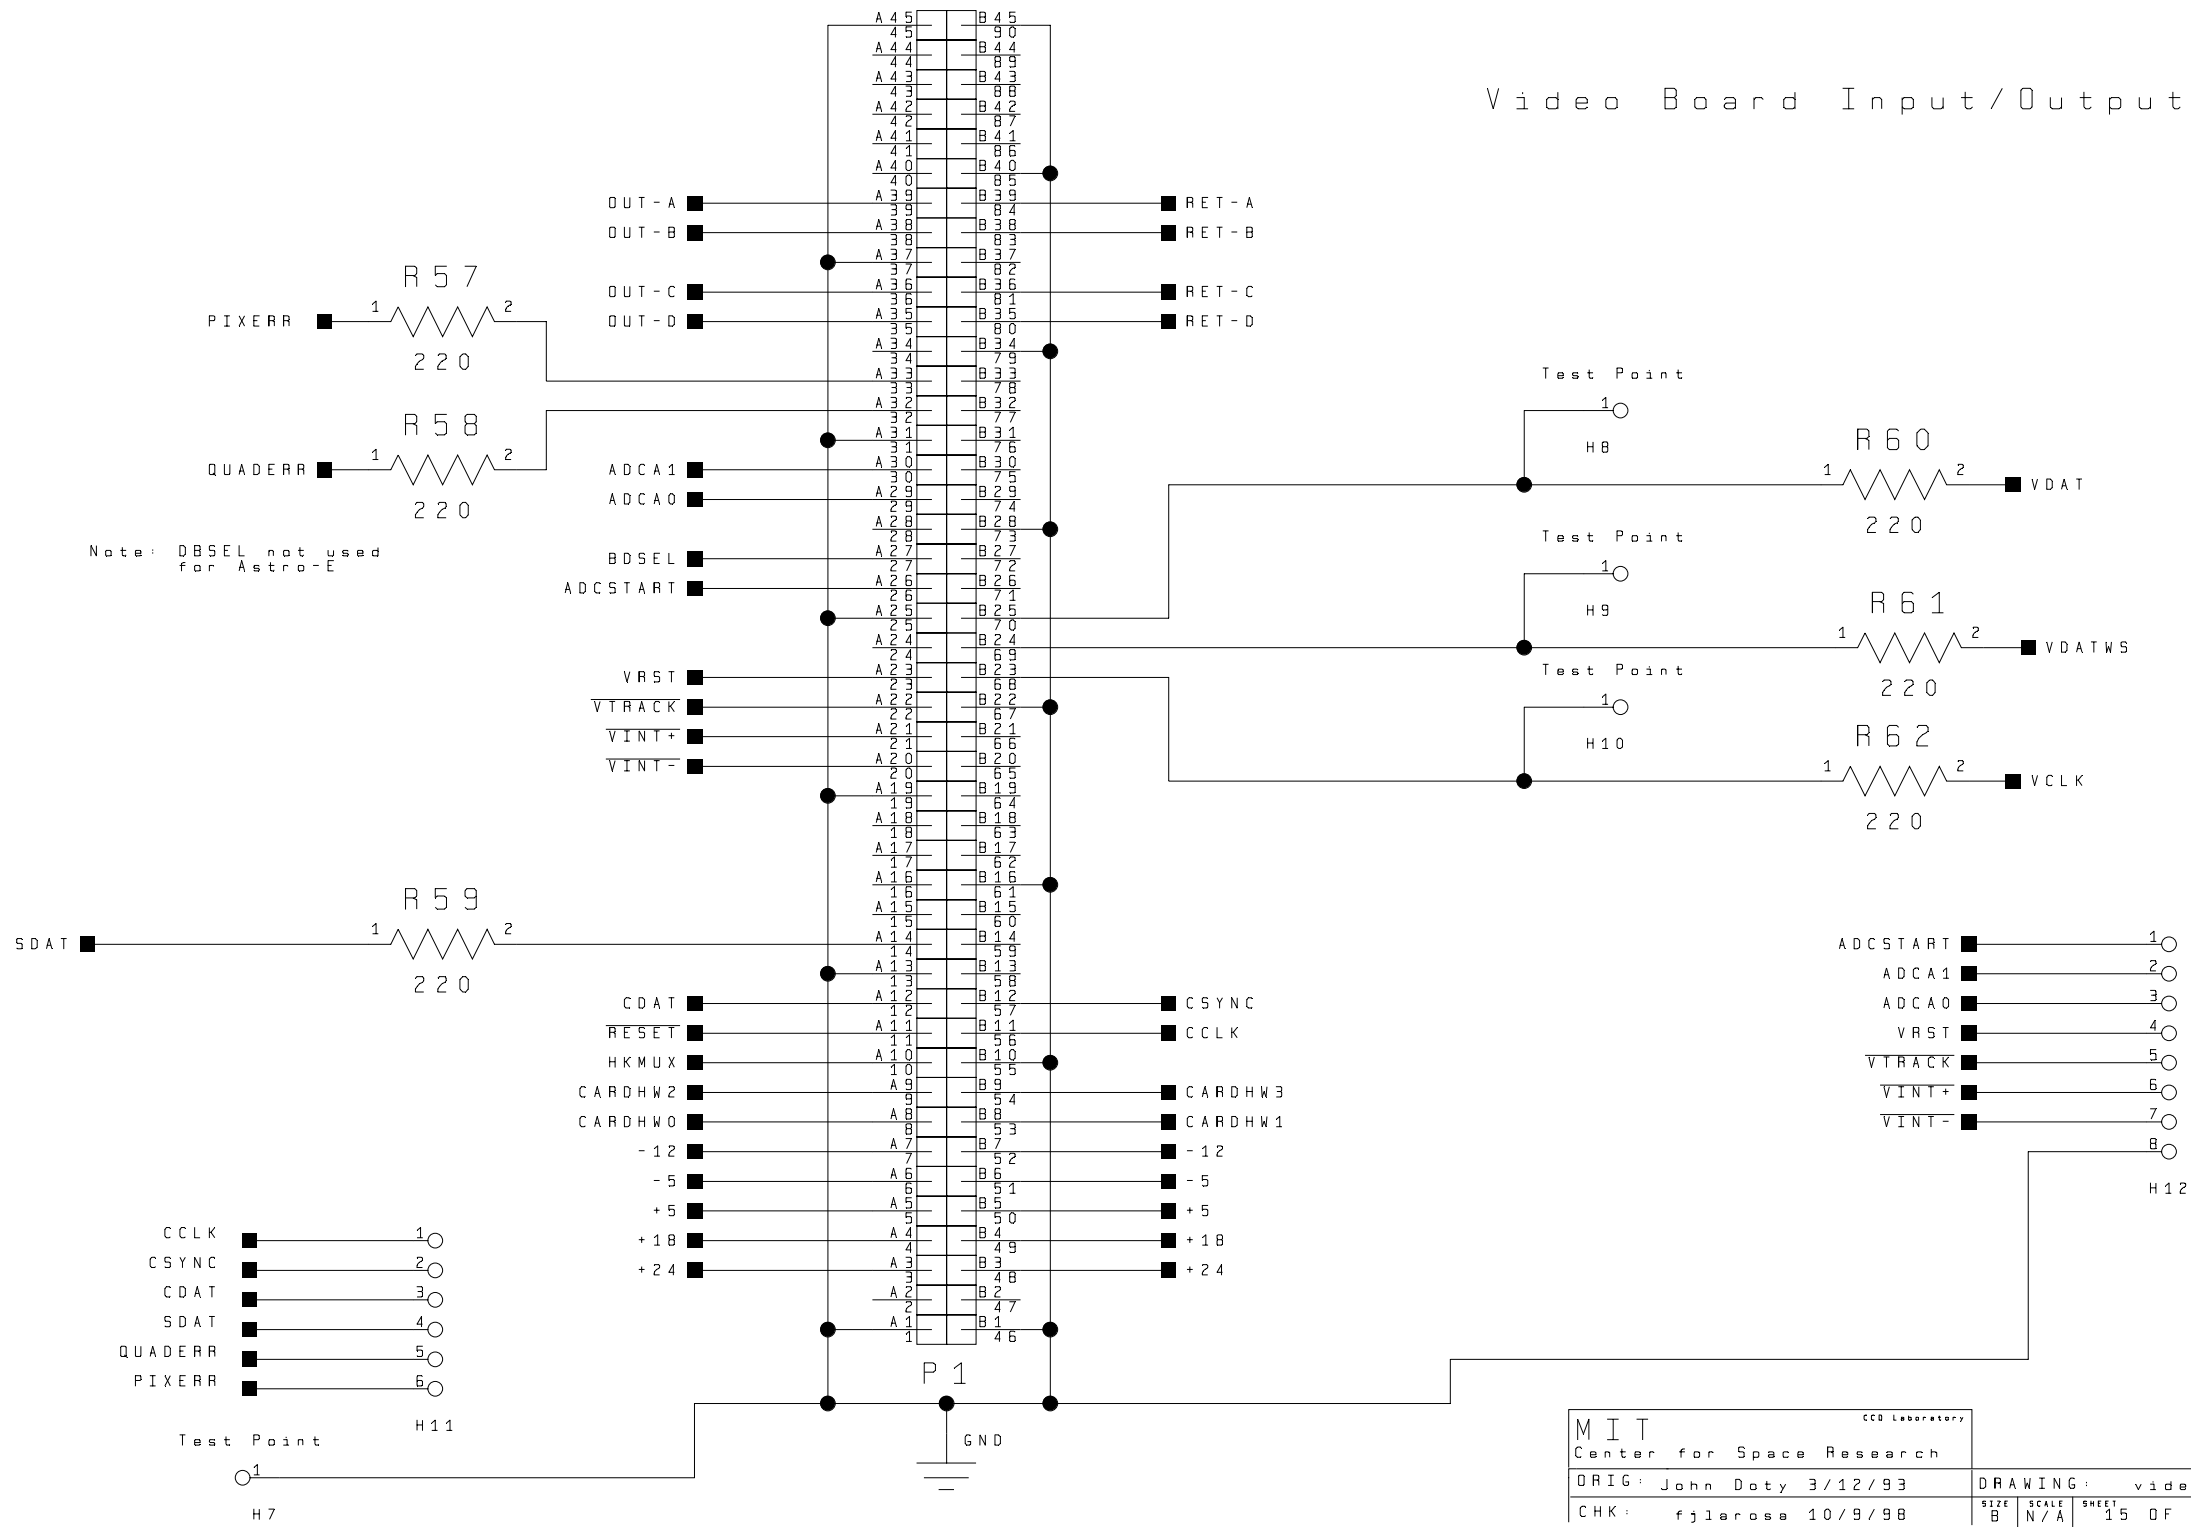 Video Board Input/Output
A45 B45
45 90
A44 B44
44 89
A43 B43
43 88
A42 B42
42 87
A41 B41
41 86
A40 B40
40 85
OUT-A A39 B39 RET-A
39 84
OUT-B A38 B38 RET-B
38 83
A37 B37
37 82
OUT-C A36 B36 RET-C
36 81
OUT-D A35 B35 RET-D
35 80
A34 B34
34 79
A33 B33
33 78
A32 B32
32 77
A31 B31
31 76
ADCA1 A30 B30
30 75
ADCA0 A29 B29
29 74
A28 B28
28 73
BDSEL A27 B27
27 72
ADCSTART A26 B26
26 71
A25 B25
25 70
A24 B24
24 69
VRST A23 B23
23 68
VTRACK A22 B22
22 67
VINT+ A21 B21
21 66
VINT- A20 B20
20 65
A19 B19
19 64
A18 B18
18 63
A17 B17
17 62
A16 B16
16 61
A15 B15
15 60
A14 B14
14 59
A13 B13
13 58
CDAT A12 B12 CSYNC
12 57
RESET A11 B11 CCLK
11 56
HKMUX A10 B10
10 55
CARDHW2 A9 B9 CARDHW3
9 54
CARDHW0 A8 B8 CARDHW1
8 53
-12 A7 B7 -12
7 52
-5 A6 B6 -5
6 51
+5 A5 B5 +5
5 50
+18 A4 B4 +18
4 49
+24 A3 B3 +24
3 48
A2 B2
2 47
A1 B1
1 46
P1
GND
R57
PIXERR 1 2
220
R58
QUADERR 1 2
220
Note: DBSEL not used
for Astro-E
R59
SDAT 1 2
220
CCLK 1
CSYNC 2
CDAT 3
SDAT 4
QUADERR 5
PIXERR 6
H11
Test Point
1
H7
Test Point
1
H8
R60
1 2 VDAT
220
Test Point
1
H9
R61
1 2 VDATWS
220
Test Point
1
H10
R62
1 2 VCLK
220
ADCSTART 1
ADCA1 2
ADCA0 3
VRST 4
VTRACK 5
VINT+ 6
VINT- 7
8
H12
MIT CCD Laboratory
Center for Space Research
ORIG: John Doty 3/12/93 DRAWING: vide
CHK: fjlarosa 10/9/98 SIZE B SCALE N/A SHEET 15 OF